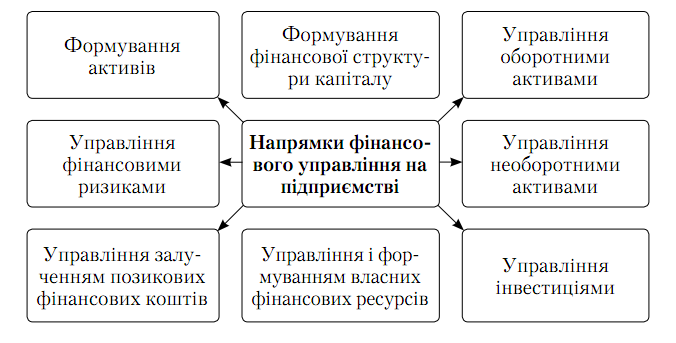 Формування
активів
Формування
фінансової структу-
ри капіталу
Управління
оборотними
активами
Управління
фінансовими
ризиками
Напрямки фінансо-
вого управління на
підприємстві
Управління
необоротними
активами
Управління залу-
ченням позикових
фінансових коштів
Управління і фор-
муванням власних
фінансових ресурсів
Управління
інвестиціями